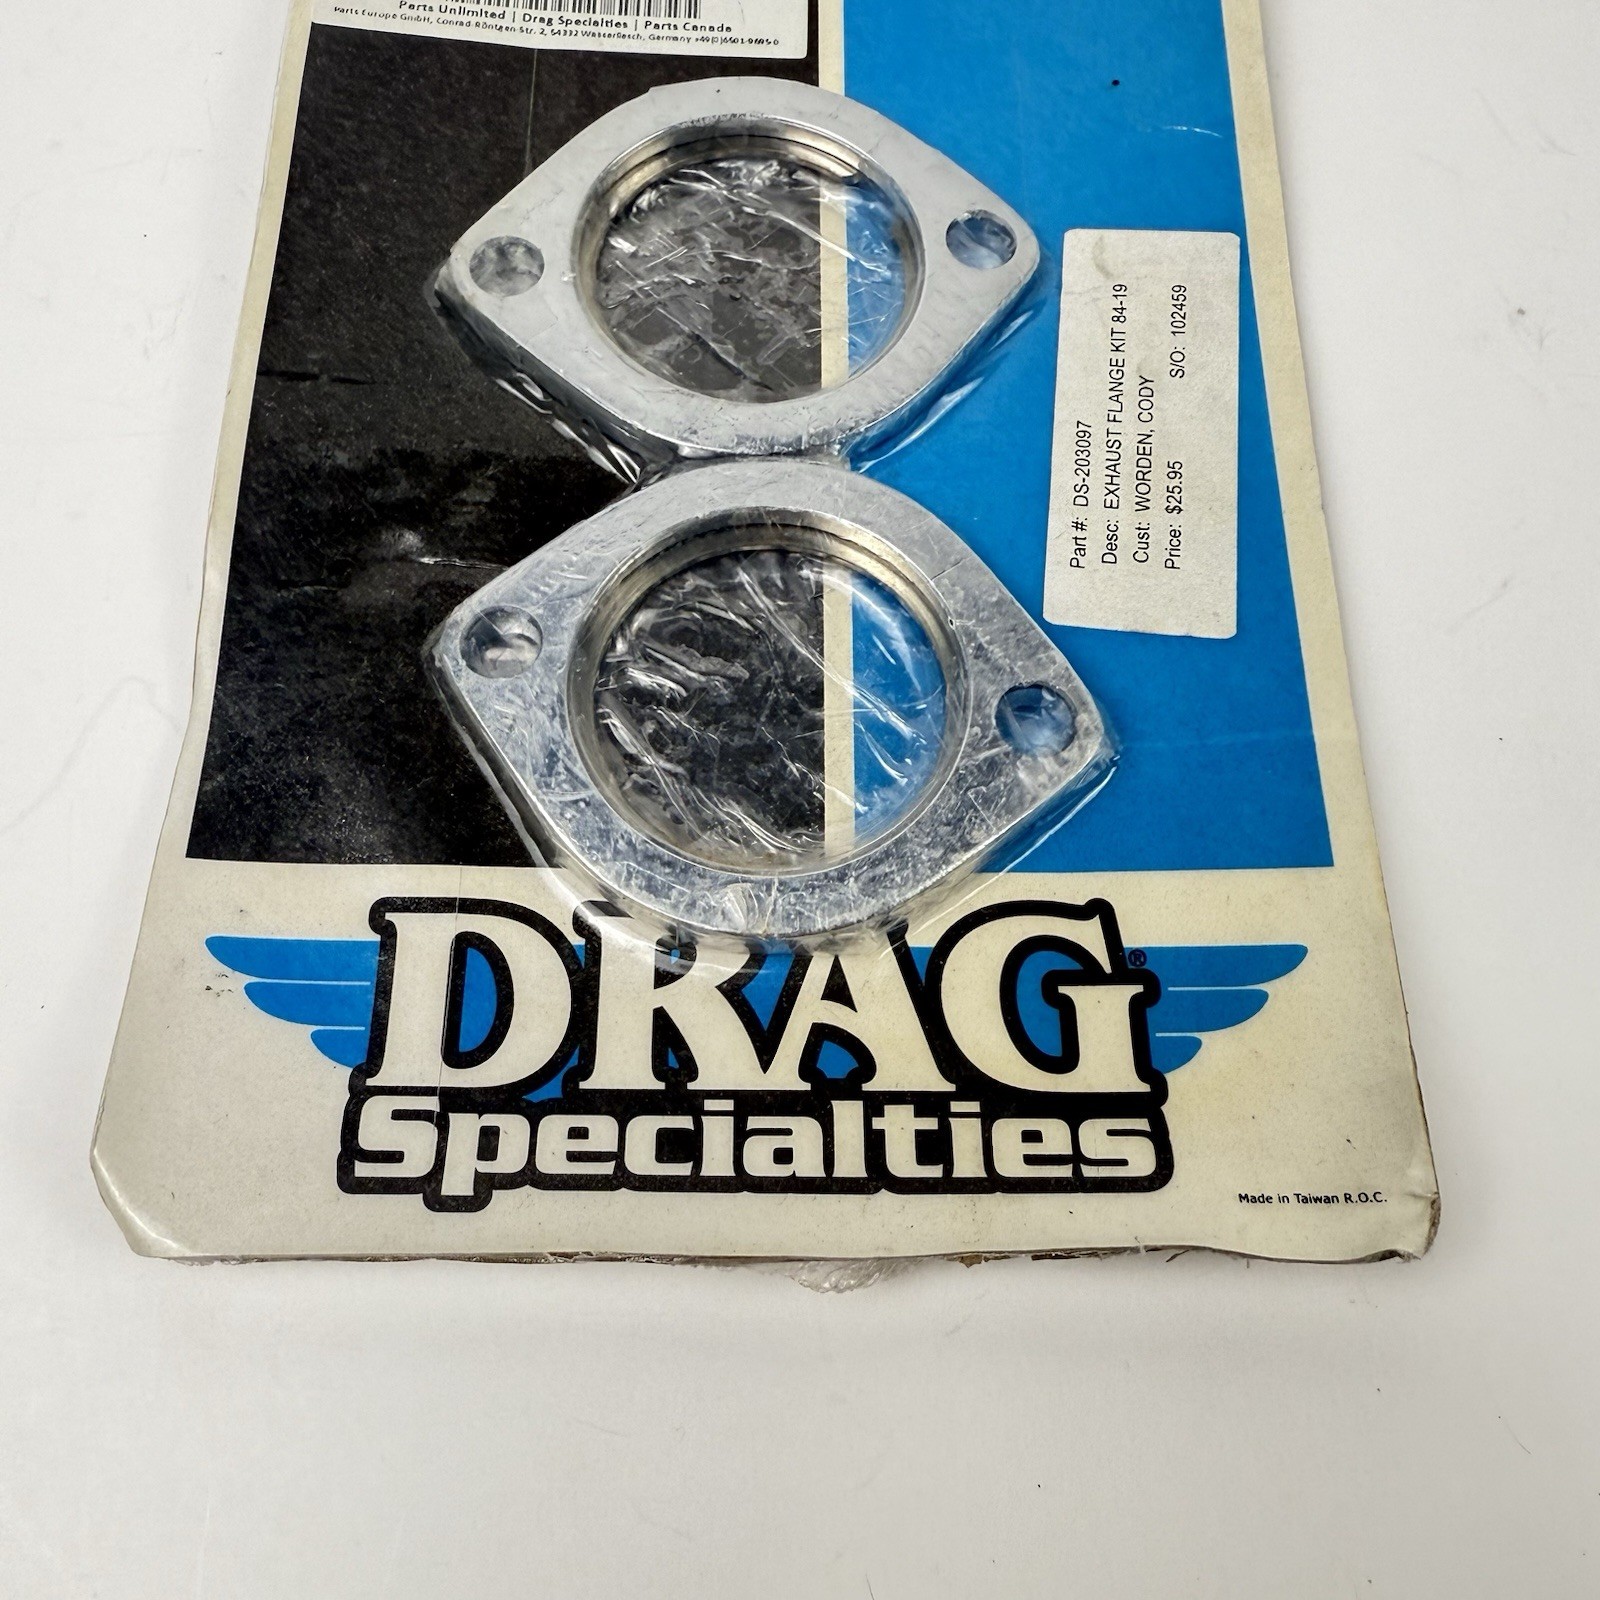 Parts Unlimited | Drag Specialties | Parts Canada
Parts Europe GmbH, Conrad-Röntgen-Str. 2, 54332 Wasserliesch, Germany
Part #: DS-203097
Desc: EXHAUST FLANGE KIT 84-19
Cust: WORDEN, CODY
Price: $25.95 S/O: 102459
DRAG®
Specialties
Made in Taiwan R.O.C.